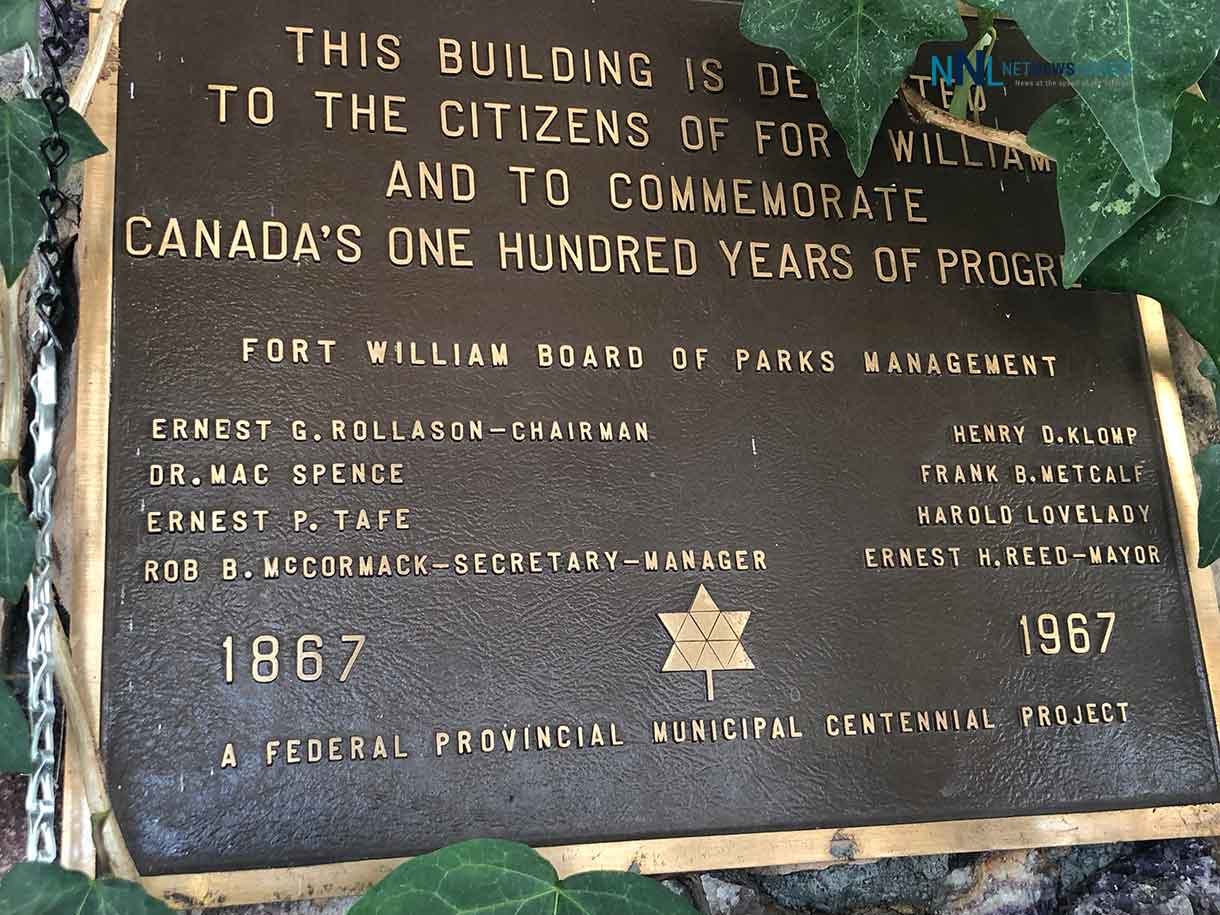 THIS BUILDING IS
TO THE CITIZENS OF FORT WILLIAM
AND TO COMMEMORATE
CANADA'S ONE HUNDRED YEARS OF
FORT WILLIAM BOARD OF PARKS MANAGEMENT
ERNEST G. ROLLASON-CHAIRMAN HENRY D. KLOMP
DR. MAC SPENCE FRANK B. METCALF
ERNEST P. TAFE HAROLD LOVELADY
ROB B. McCORMACK-SECRETARY-MANAGER ERNEST H. REED-MAYOR
1867 1967
A FEDERAL PROVINCIAL MUNICIPAL CENTENNIAL PROJECT
NNL